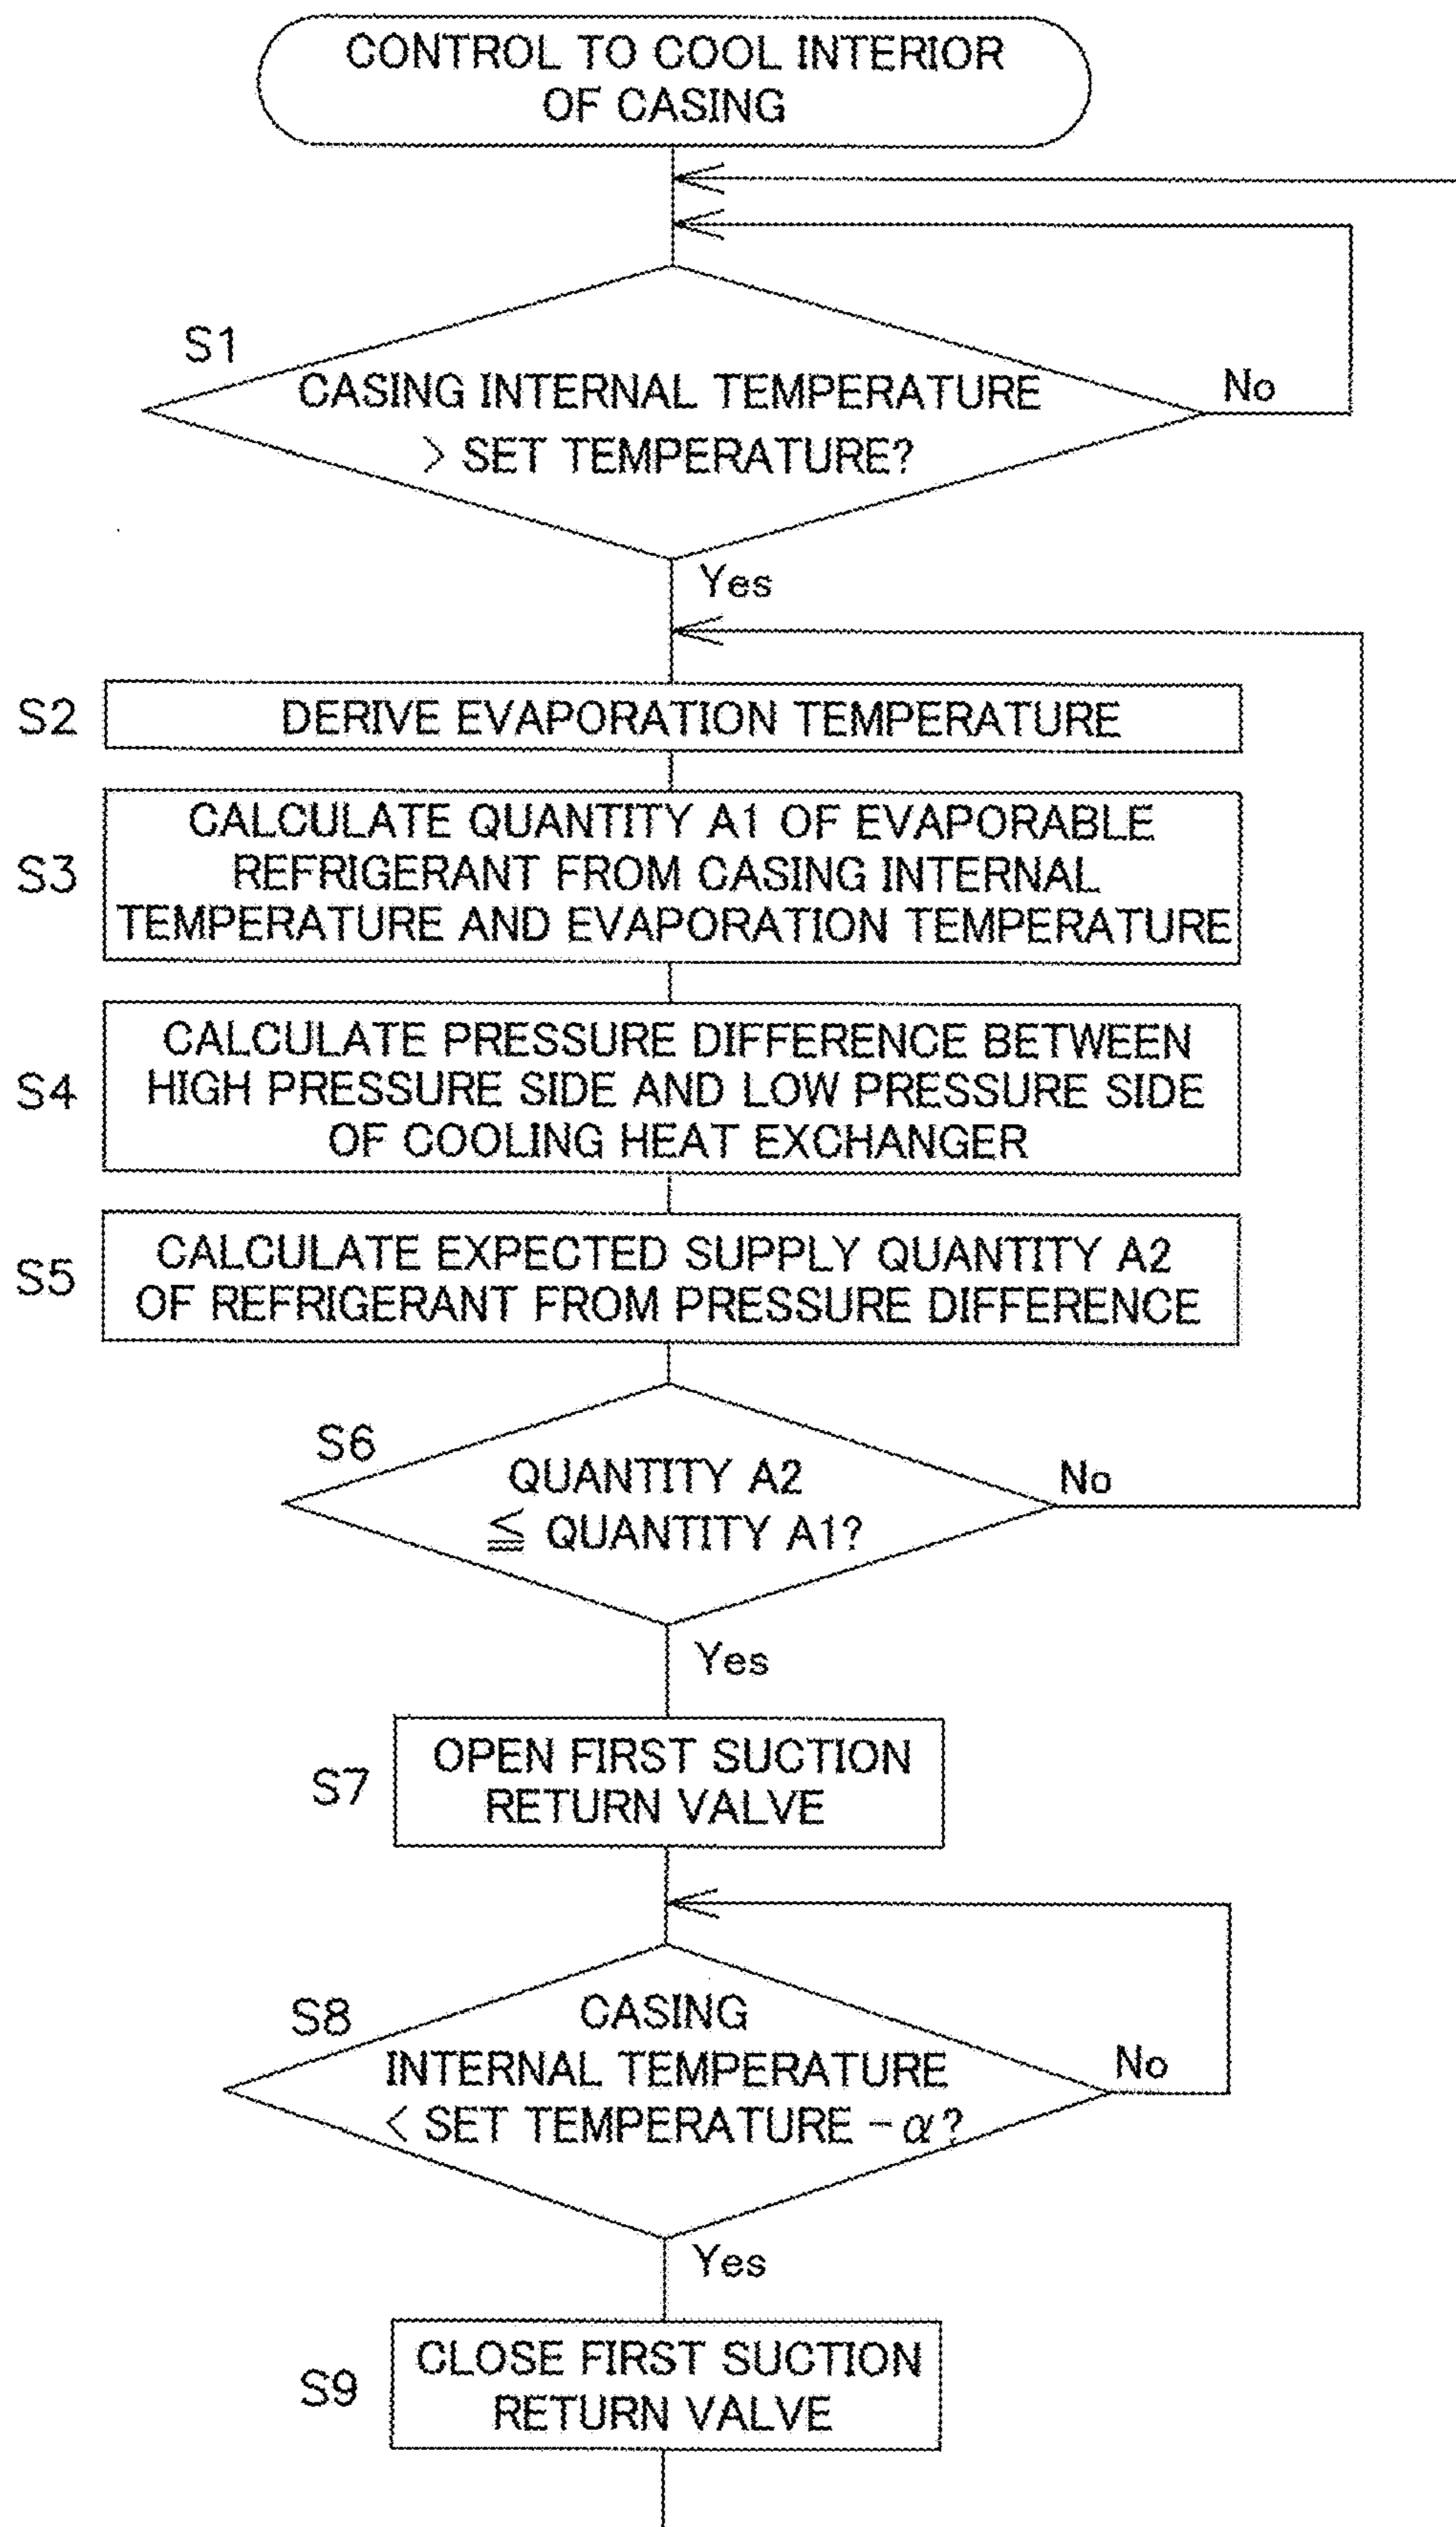 CONTROL TO COOL INTERIOR
OF CASING
S1
CASING INTERNAL TEMPERATURE
> SET TEMPERATURE?
No
Yes
S2
DERIVE EVAPORATION TEMPERATURE
S3
CALCULATE QUANTITY A1 OF EVAPORABLE
REFRIGERANT FROM CASING INTERNAL
TEMPERATURE AND EVAPORATION TEMPERATURE
S4
CALCULATE PRESSURE DIFFERENCE BETWEEN
HIGH PRESSURE SIDE AND LOW PRESSURE SIDE
OF COOLING HEAT EXCHANGER
S5
CALCULATE EXPECTED SUPPLY QUANTITY A2
OF REFRIGERANT FROM PRESSURE DIFFERENCE
S6
QUANTITY A2
≦ QUANTITY A1?
No
Yes
S7
OPEN FIRST SUCTION
RETURN VALVE
S8
CASING
INTERNAL TEMPERATURE
< SET TEMPERATURE −α?
No
Yes
S9
CLOSE FIRST SUCTION
RETURN VALVE